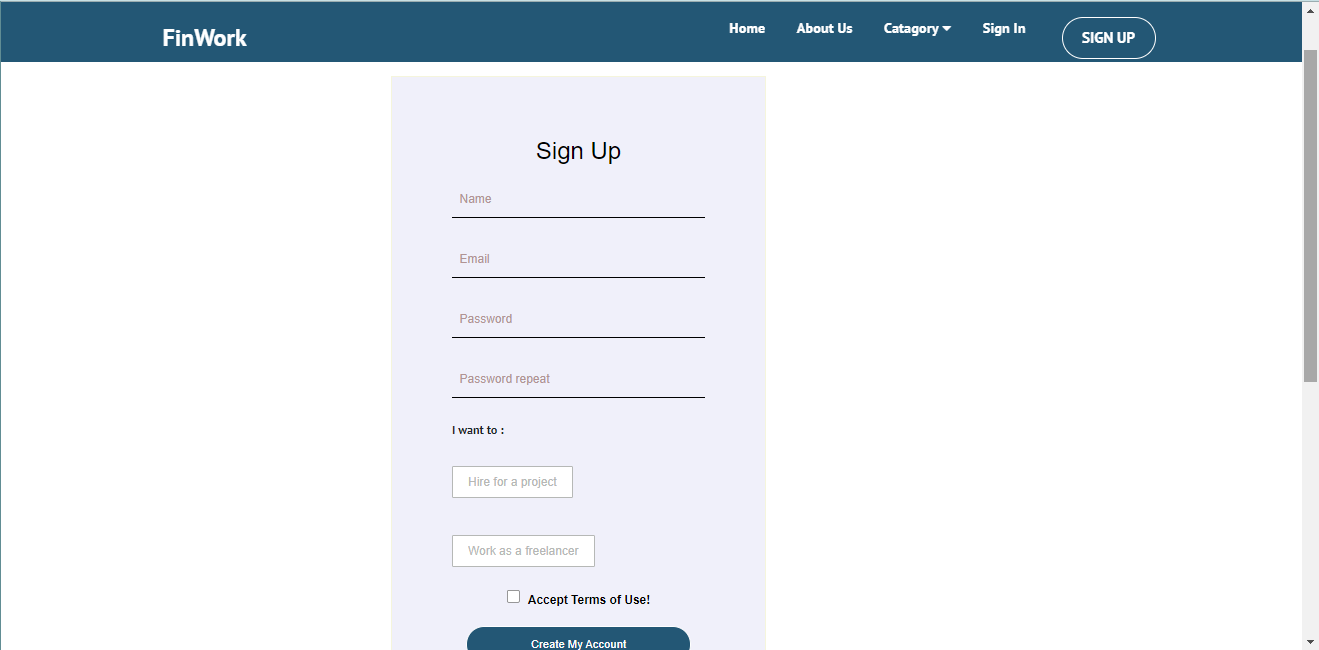 FinWork
Home About Us Catagory Sign In SIGN UP
Sign Up
Name
Email
Password
Password repeat
I want to :
Hire for a project
Work as a freelancer
Accept Terms of Use!
Create My Account